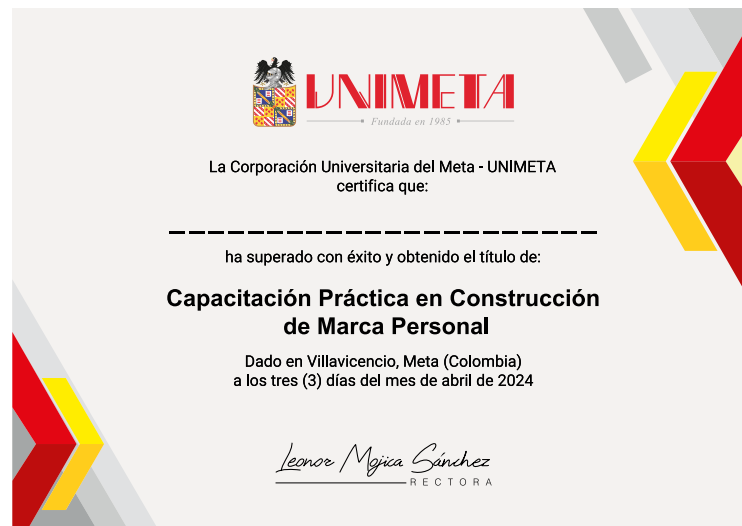 UNIMETA
Fundada en 1985
La Corporación Universitaria del Meta - UNIMETA
certifica que:
ha superado con éxito y obtenido el título de:
Capacitación Práctica en Construcción
de Marca Personal
Dado en Villavicencio, Meta (Colombia)
a los tres (3) días del mes de abril de 2024
Leonor Mojica Sánchez
RECTORA